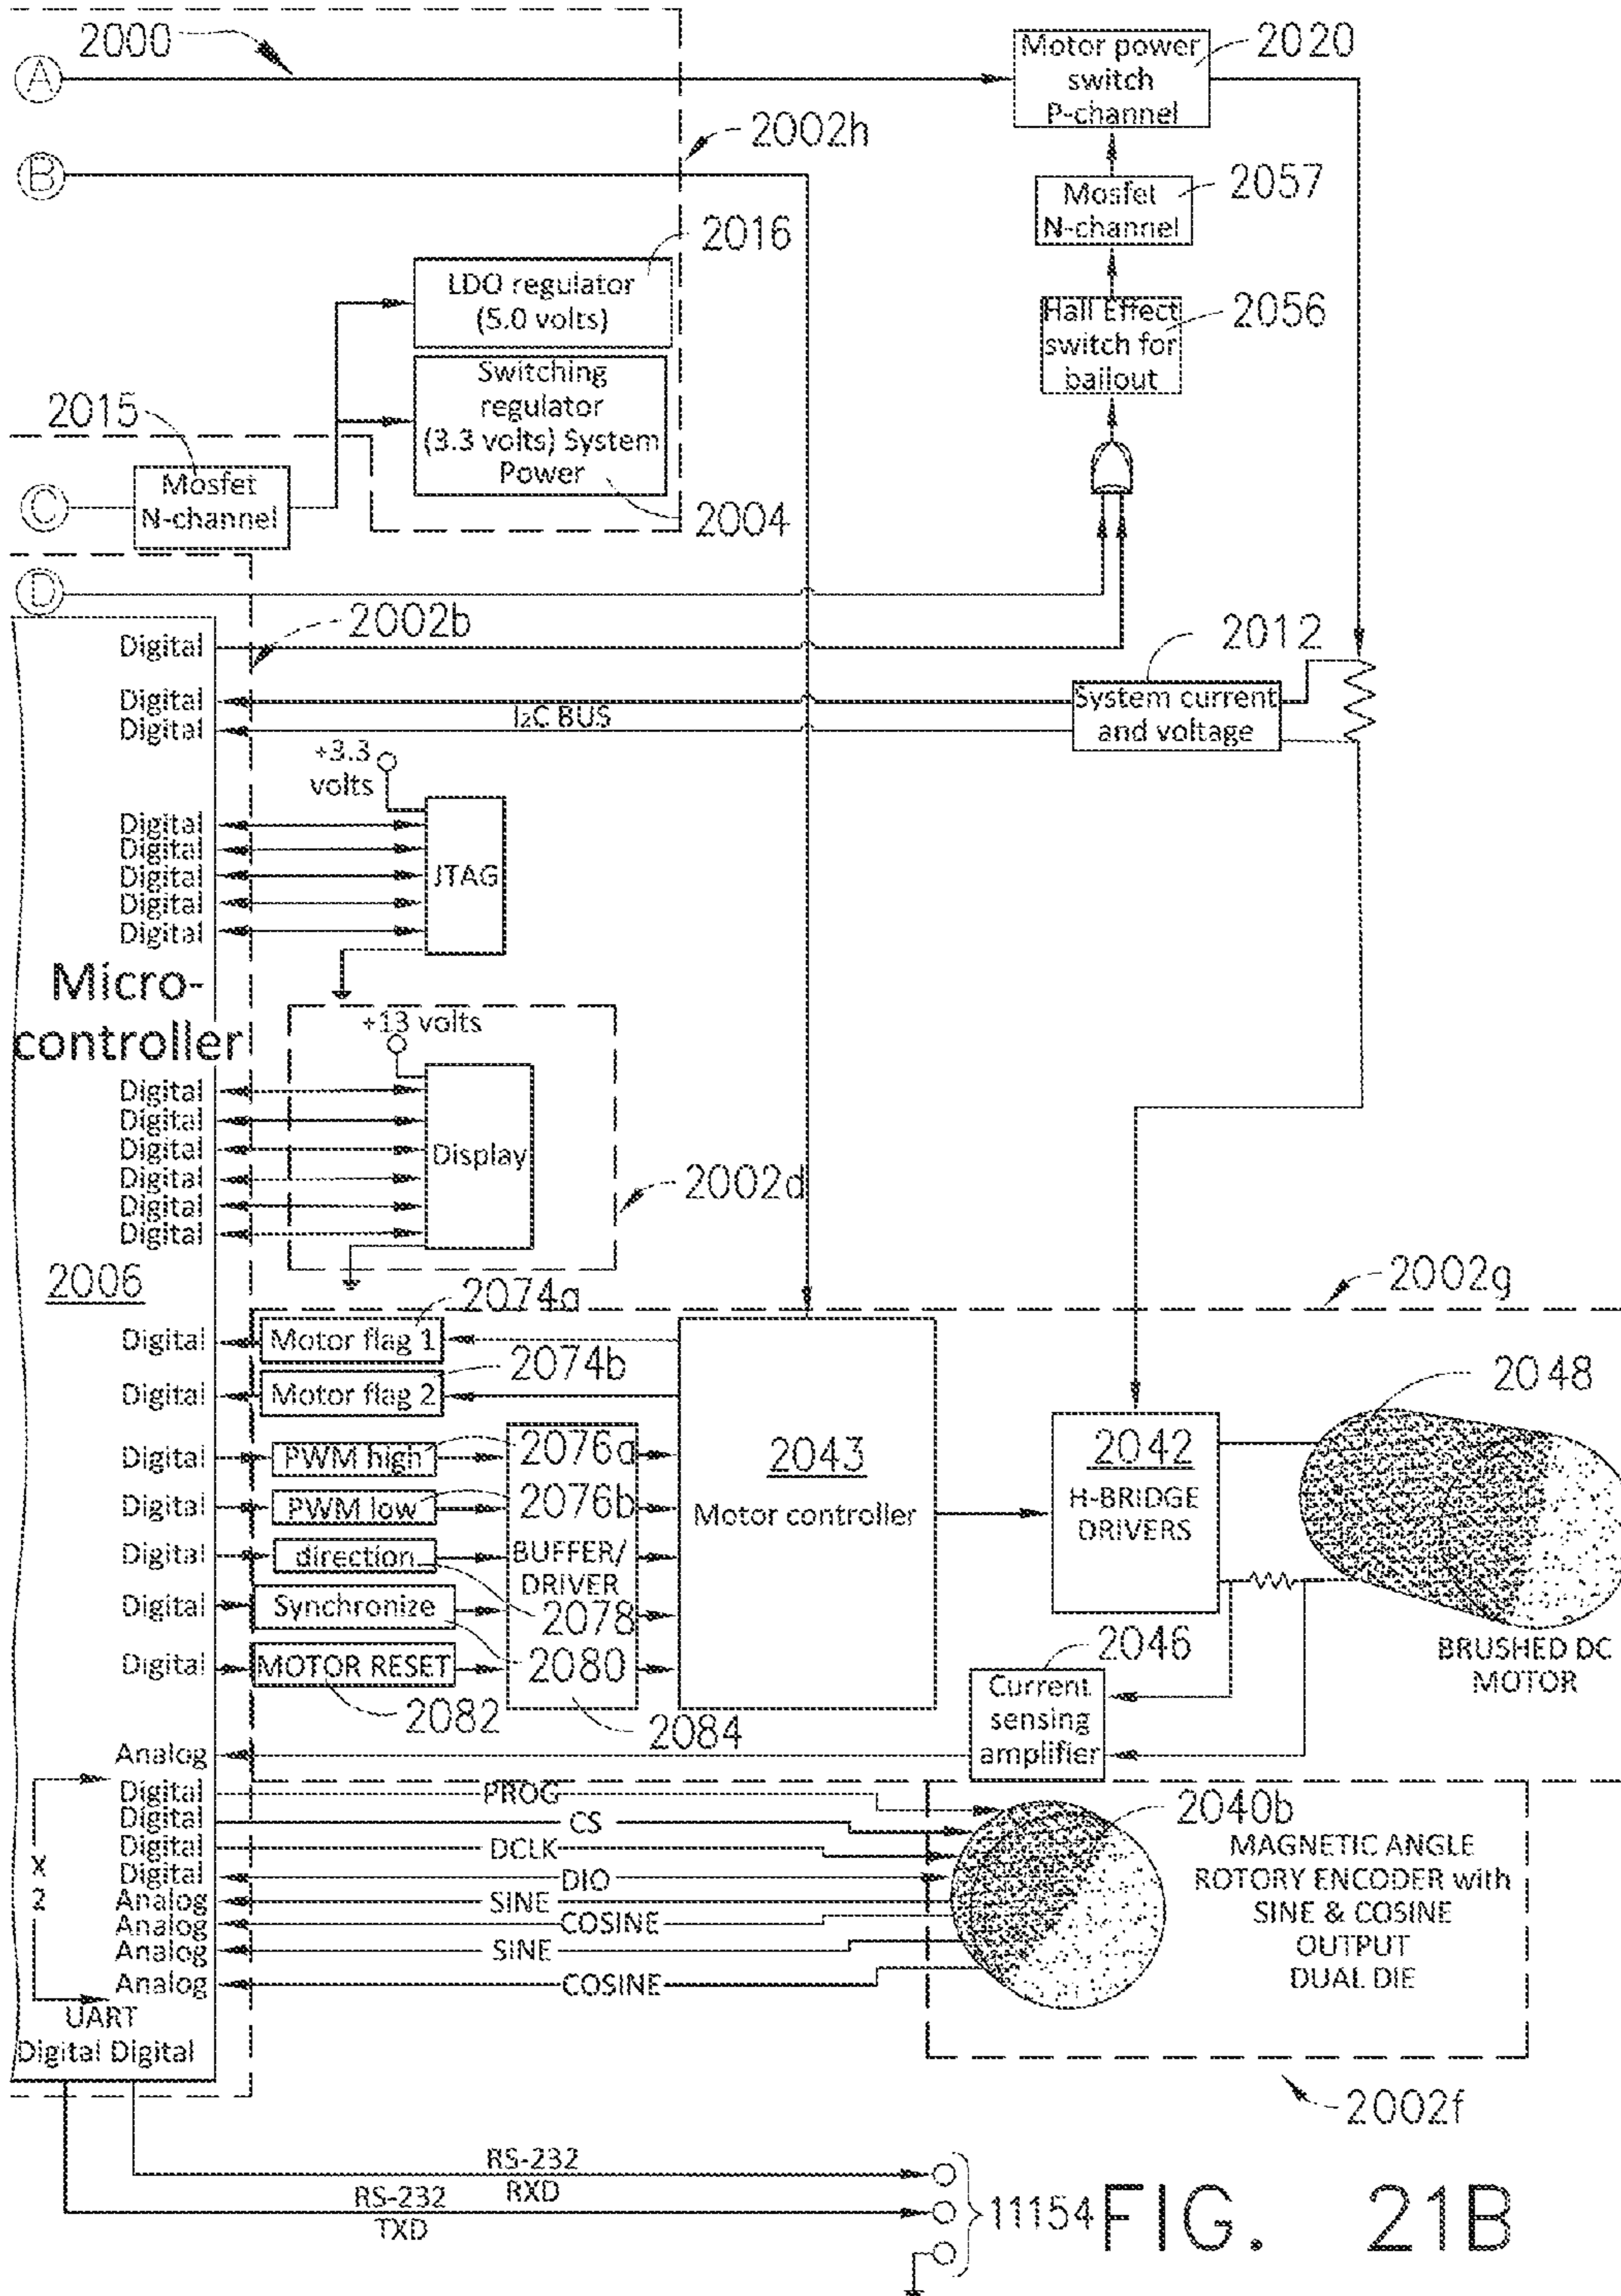 2000
A
Motor power
switch
P-channel
2020
2002h
B
Mosfet
N-channel
2057
2016
LDO regulator
(5.0 volts)
Hall Effect
switch for
bailout
2056
Switching
regulator
(3.3 volts) System
Power
2015
C
Mosfet
N-channel
2004
D
2002b
Digital
2012
Digital
System current
and voltage
I2C BUS
Digital
+3.3
volts
Digital
Digital
Digital
Digital
Digital
JTAG
Micro-
controller
+13 volts
Digital
Digital
Digital
Digital
Digital
Digital
Display
2002d
2006
2074a
2002g
Digital
Motor flag 1
2074b
Digital
Motor flag 2
2048
Digital
PWM high
2076a
2043
Motor controller
2042
H-BRIDGE
DRIVERS
Digital
PWM low
2076b
Digital
direction
BUFFER/
DRIVER
Digital
Synchronize
2078
2080
Digital
MOTOR RESET
2082
2084
2046
BRUSHED DC
MOTOR
Current
sensing
amplifier
Analog
Digital
PROG
Digital
CS
Digital
DCLK
Digital
DIO
Analog
SINE
Analog
COSINE
Analog
SINE
Analog
COSINE
X
2
2040b
MAGNETIC ANGLE
ROTORY ENCODER with
SINE & COSINE
OUTPUT
DUAL DIE
UART
Digital Digital
2002f
RS-232
RXD
RS-232
TXD
11154
FIG. 21B